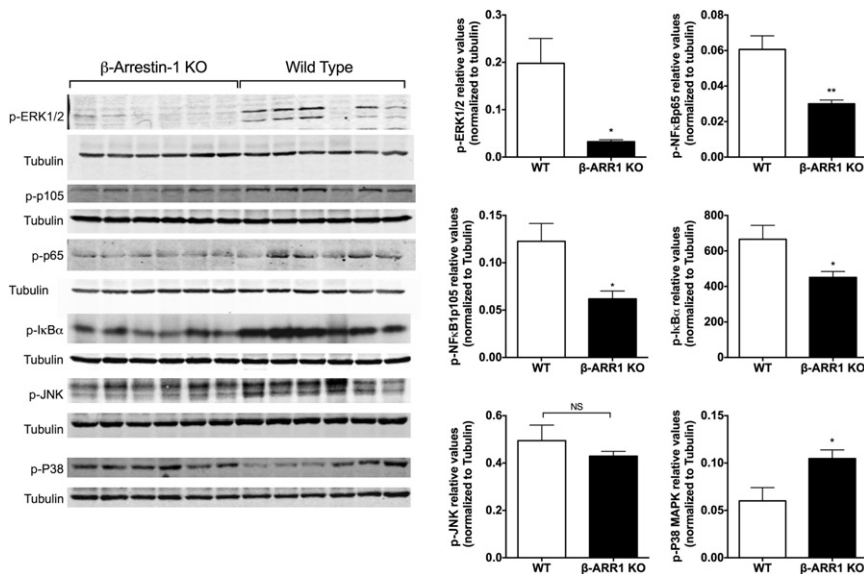 β-Arrestin-1 KO
Wild Type
p-ERK1/2
Tubulin
p-p105
Tubulin
p-p65
Tubulin
p-IκBα
Tubulin
p-JNK
Tubulin
p-P38
Tubulin
p-ERK1/2 relative values
(normalized to tubulin)
0.3
0.2
0.1
0.0
*
WT
β-ARR1 KO
p-NFκBp65 relative values
(normalized to tubulin)
0.08
0.06
0.04
0.02
0.00
**
WT
β-ARR1 KO
p-NFκB1p105 relative values
(normalized to Tubulin)
0.15
0.10
0.05
0.00
*
WT
β-ARR1 KO
p-IκBα relative values
(normalized to Tubulin)
800
600
400
200
0
*
WT
β-ARR1 KO
p-JNK relative values
(normalized to Tubulin)
0.6
0.4
0.2
0.0
NS
WT
β-ARR1 KO
p-P38 MAPK relative values
(normalized to Tubulin)
0.15
0.10
0.05
0.00
*
WT
β-ARR1 KO